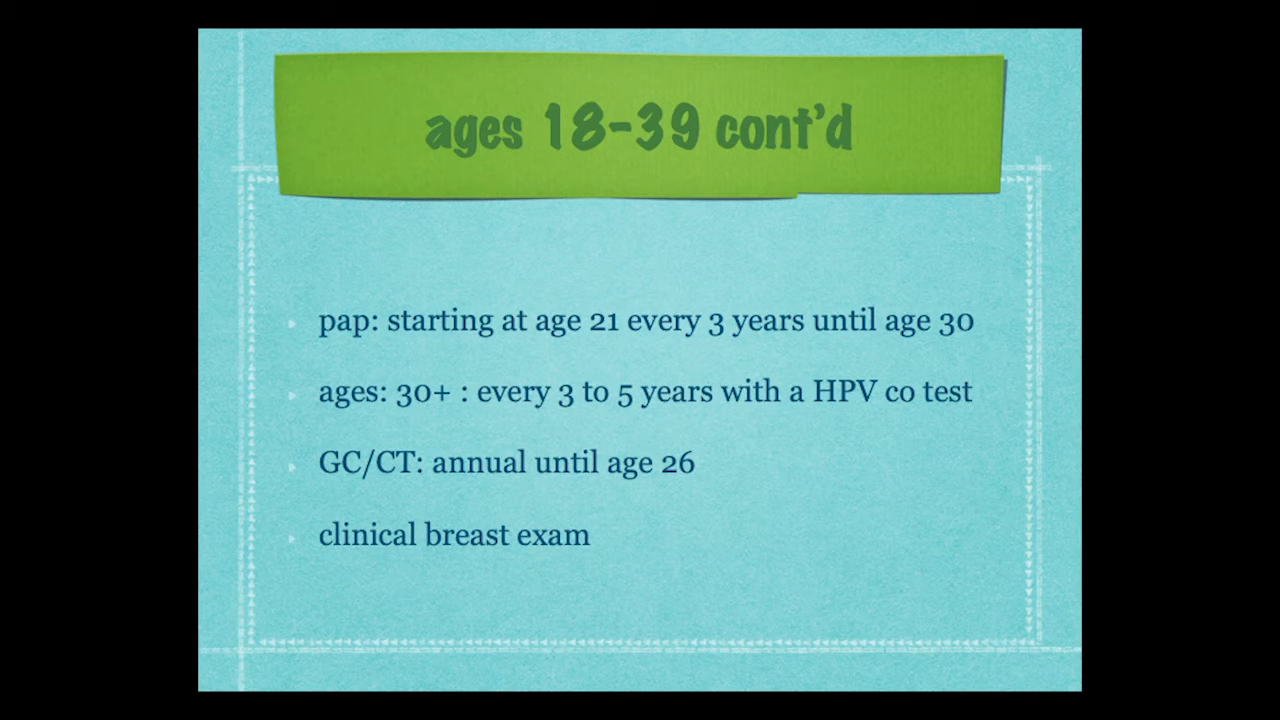 ages 18-39 cont’d
pap: starting at age 21 every 3 years until age 30
ages: 30+ : every 3 to 5 years with a HPV co test
GC/CT: annual until age 26
clinical breast exam